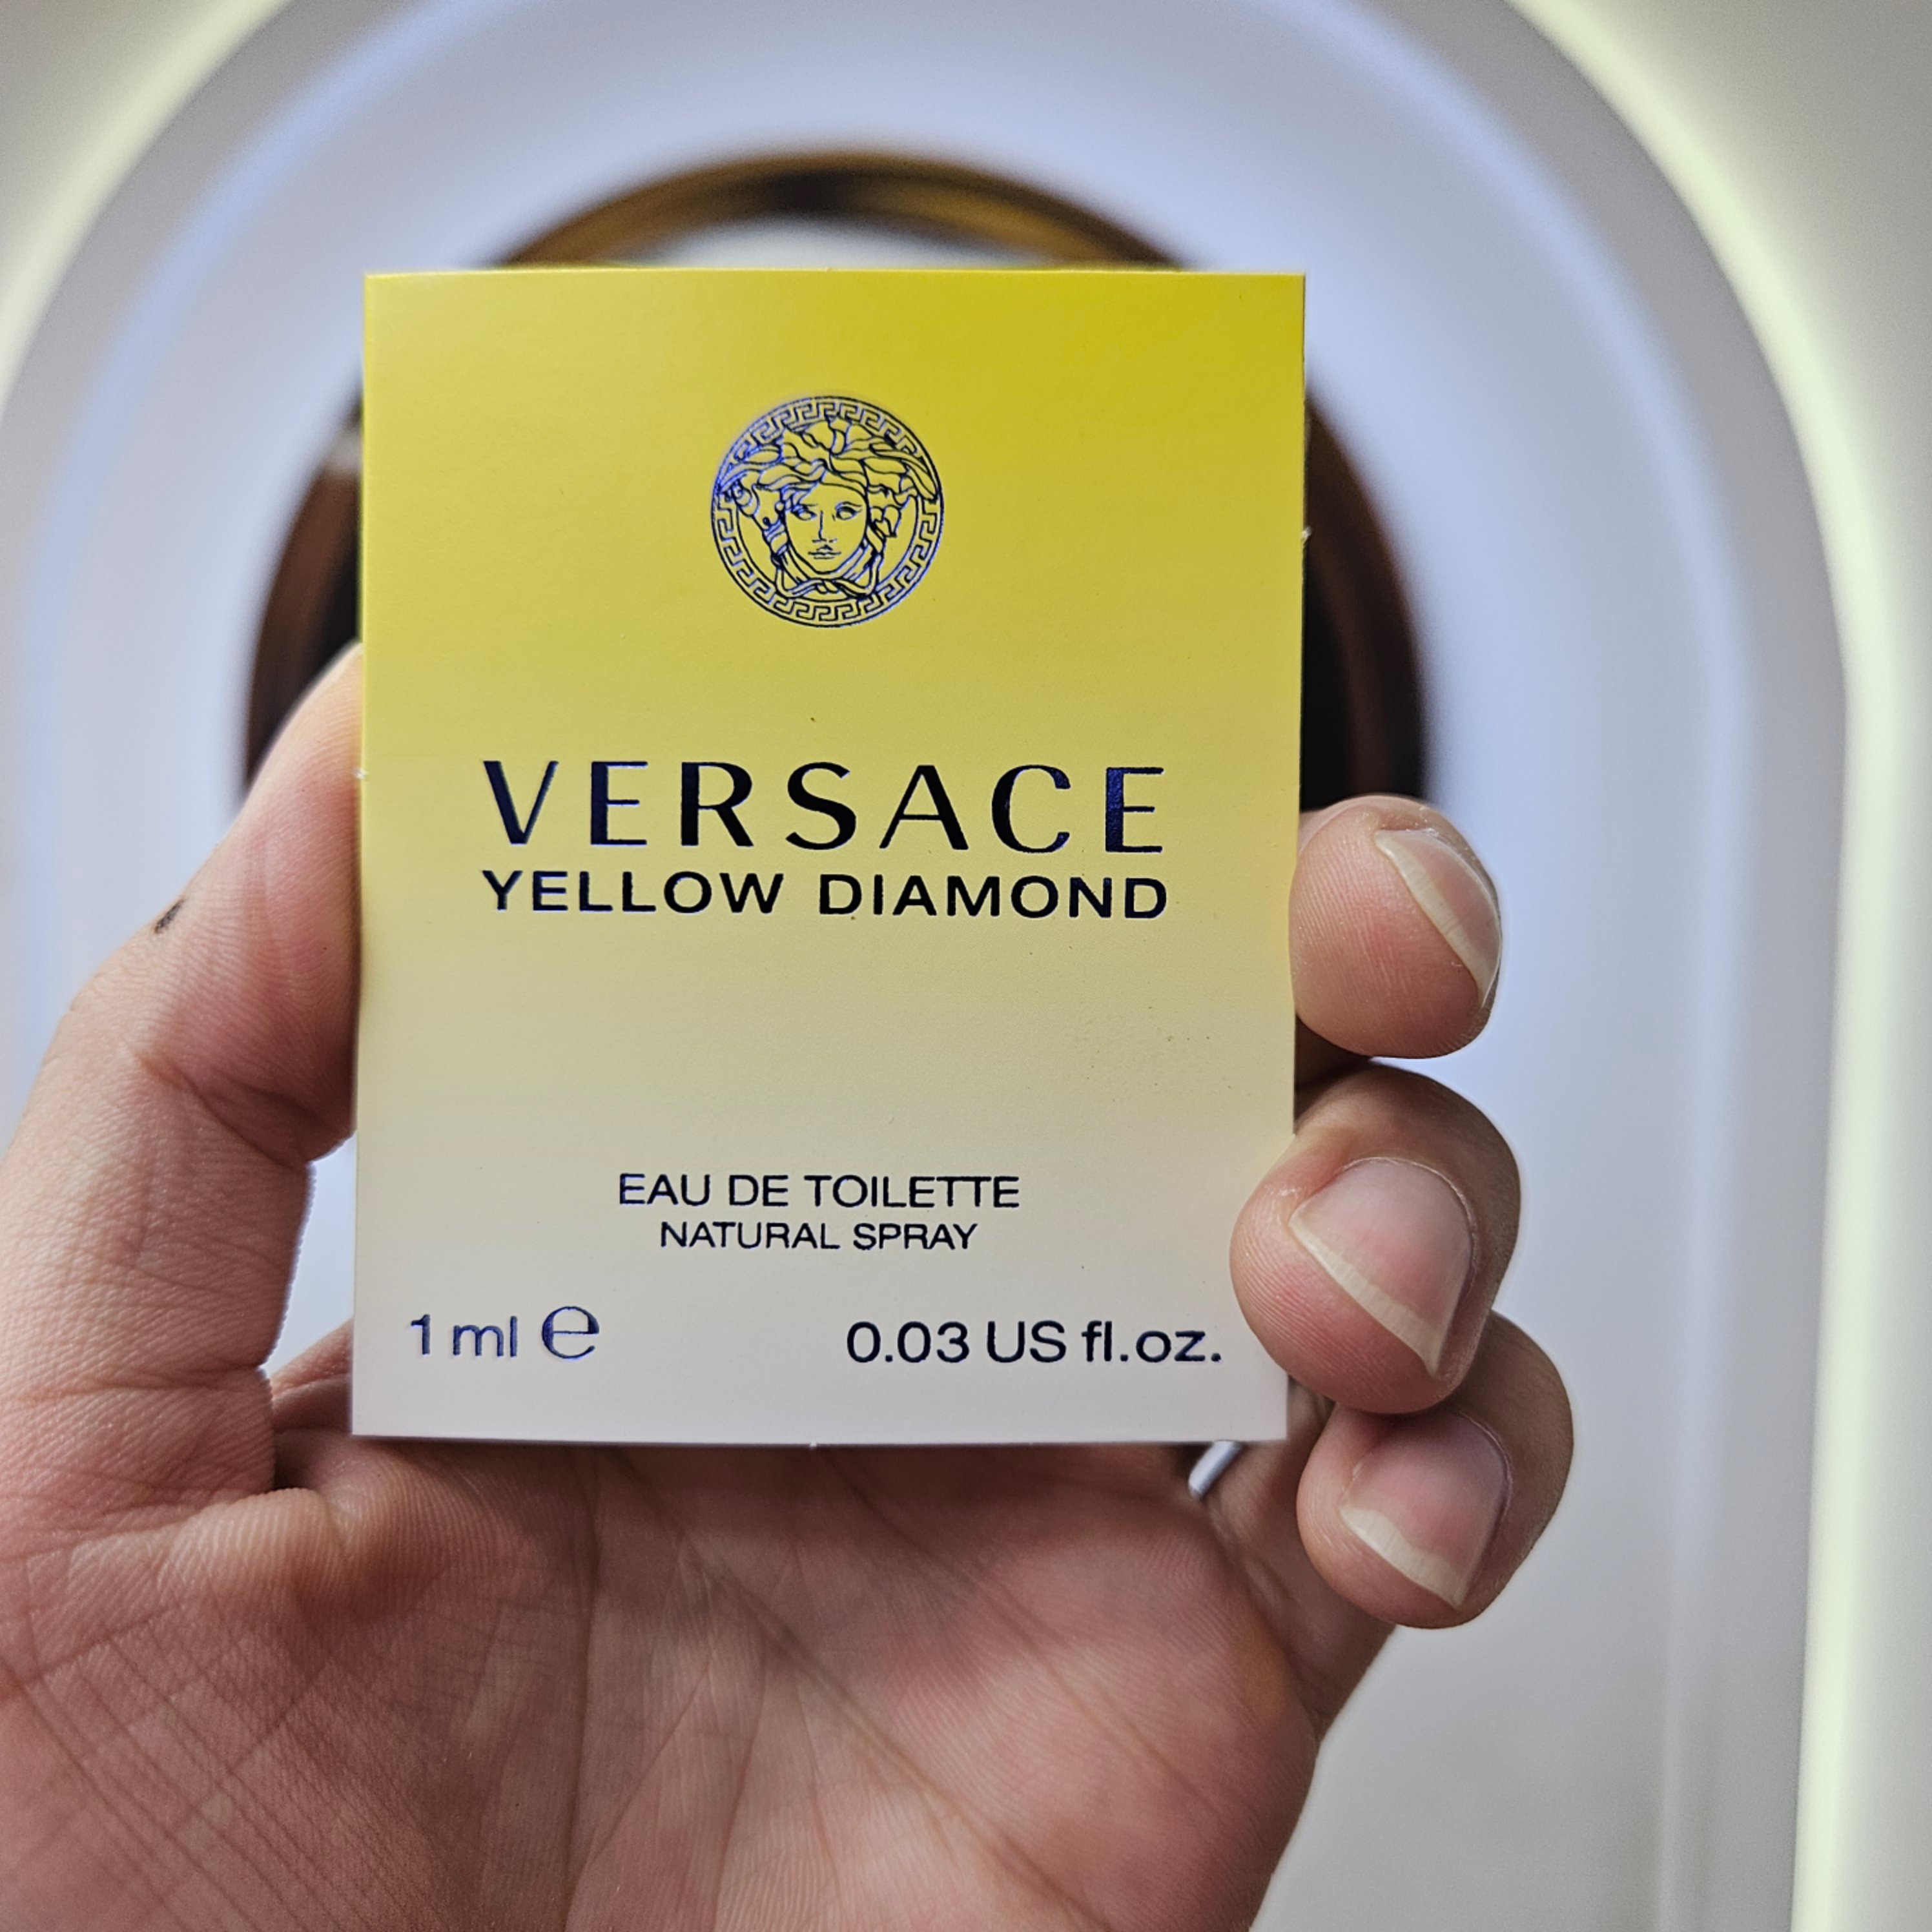 VERSACE
YELLOW DIAMOND
EAU DE TOILETTE
NATURAL SPRAY
1 ml ℮ 0.03 US fl.oz.